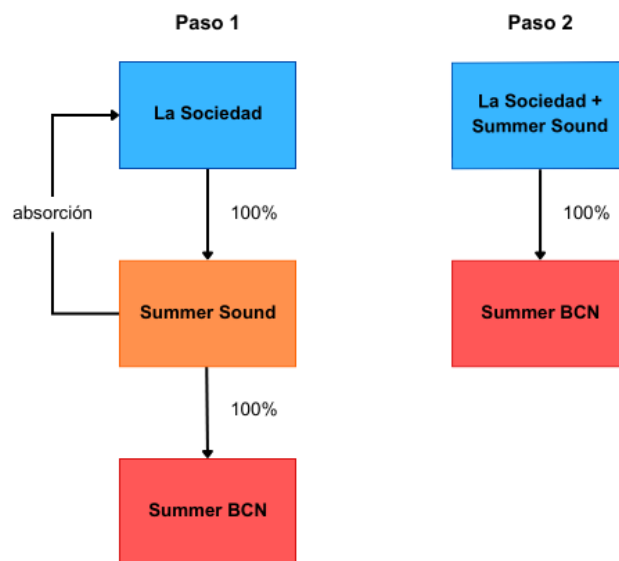 Paso 1
Paso 2
La Sociedad
La Sociedad +
Summer Sound
absorción
100%
100%
Summer Sound
Summer BCN
100%
Summer BCN